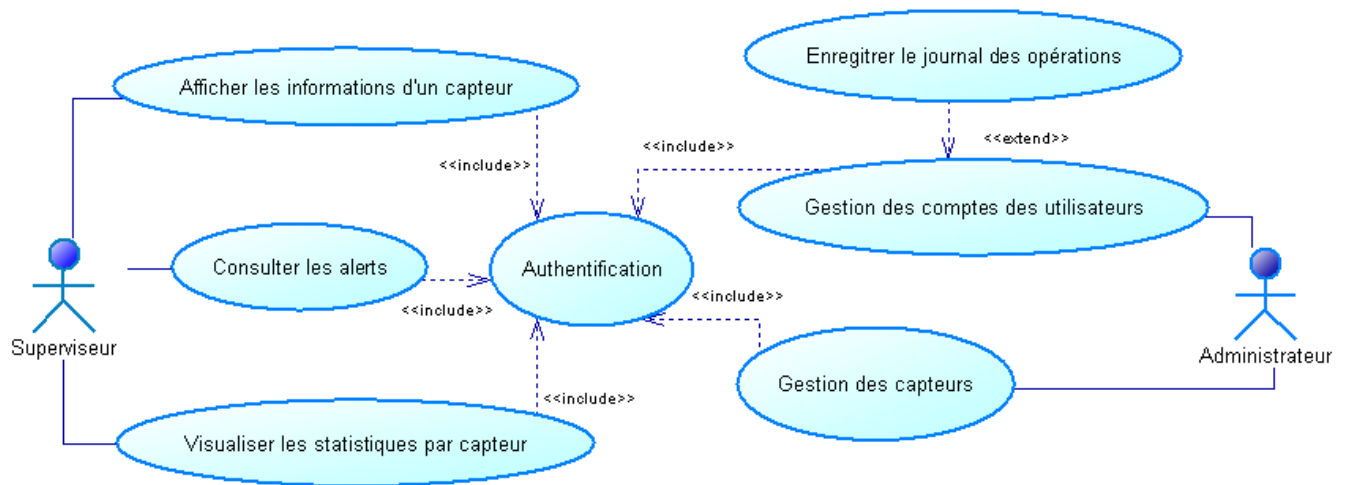 Enregitrer le journal des opérations
Afficher les informations d'un capteur
<<include>>
<<include>>
<<extend>>
Gestion des comptes des utilisateurs
Consulter les alerts
Authentification
<<include>>
<<include>>
Superviseur
Administrateur
Gestion des capteurs
<<include>>
Visualiser les statistiques par capteur